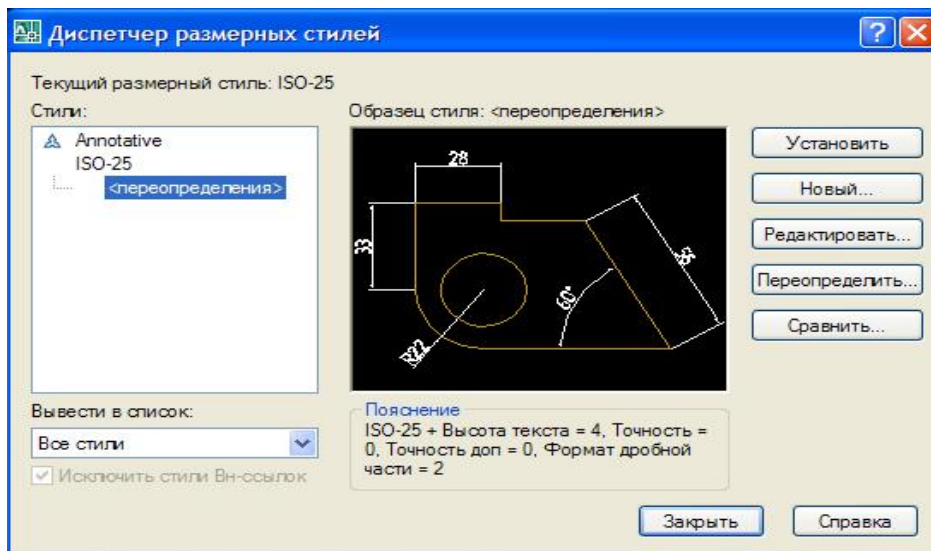 Диспетчер размерных стилей
Текущий размерный стиль: ISO-25
Стили:
Annotative
ISO-25
<переопределения>
Вывести в список:
Все стили
Исключить стили Вн-ссылок
Образец стиля: <переопределения>
28
33
R22
60°
Пояснение
ISO-25 + Высота текста = 4, Точность =
0, Точность доп = 0, Формат дробной
части = 2
Установить
Новый...
Редактировать...
Переопределить...
Сравнить...
Закрыть
Справка